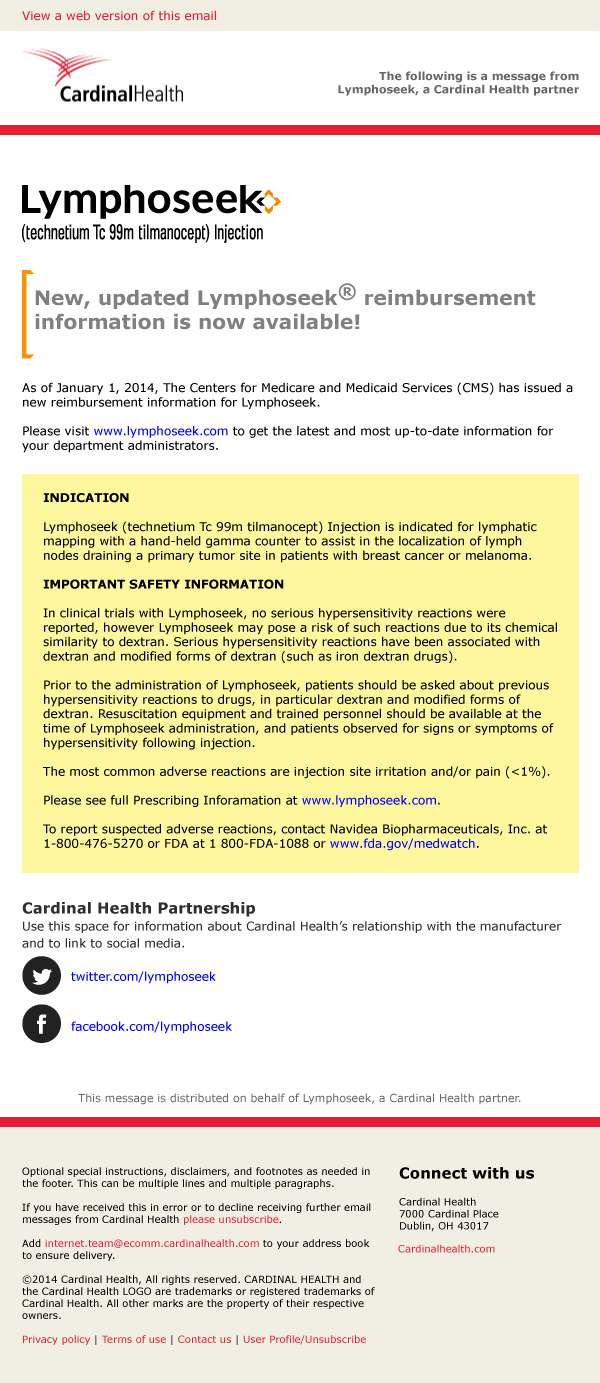 View a web version of this email
CardinalHealth
The following is a message from
Lymphoseek, a Cardinal Health partner
Lymphoseek
(technetium Tc 99m tilmanocept) Injection
New, updated Lymphoseek® reimbursement
information is now available!
As of January 1, 2014, The Centers for Medicare and Medicaid Services (CMS) has issued a
new reimbursement information for Lymphoseek.
Please visit www.lymphoseek.com to get the latest and most up-to-date information for
your department administrators.
INDICATION
Lymphoseek (technetium Tc 99m tilmanocept) Injection is indicated for lymphatic
mapping with a hand-held gamma counter to assist in the localization of lymph
nodes draining a primary tumor site in patients with breast cancer or melanoma.
IMPORTANT SAFETY INFORMATION
In clinical trials with Lymphoseek, no serious hypersensitivity reactions were
reported, however Lymphoseek may pose a risk of such reactions due to its chemical
similarity to dextran. Serious hypersensitivity reactions have been associated with
dextran and modified forms of dextran (such as iron dextran drugs).
Prior to the administration of Lymphoseek, patients should be asked about previous
hypersensitivity reactions to drugs, in particular dextran and modified forms of
dextran. Resuscitation equipment and trained personnel should be available at the
time of Lymphoseek administration, and patients observed for signs or symptoms of
hypersensitivity following injection.
The most common adverse reactions are injection site irritation and/or pain (<1%).
Please see full Prescribing Inforamation at www.lymphoseek.com.
To report suspected adverse reactions, contact Navidea Biopharmaceuticals, Inc. at
1-800-476-5270 or FDA at 1 800-FDA-1088 or www.fda.gov/medwatch.
Cardinal Health Partnership
Use this space for information about Cardinal Health’s relationship with the manufacturer
and to link to social media.
twitter.com/lymphoseek
facebook.com/lymphoseek
This message is distributed on behalf of Lymphoseek, a Cardinal Health partner.
Optional special instructions, disclaimers, and footnotes as needed in
the footer. This can be multiple lines and multiple paragraphs.
If you have received this in error or to decline receiving further email
messages from Cardinal Health please unsubscribe.
Add internet.team@ecomm.cardinalhealth.com to your address book
to ensure delivery.
©2014 Cardinal Health, All rights reserved. CARDINAL HEALTH and
the Cardinal Health LOGO are trademarks or registered trademarks of
Cardinal Health. All other marks are the property of their respective
owners.
Privacy policy | Terms of use | Contact us | User Profile/Unsubscribe
Connect with us
Cardinal Health
7000 Cardinal Place
Dublin, OH 43017
Cardinalhealth.com